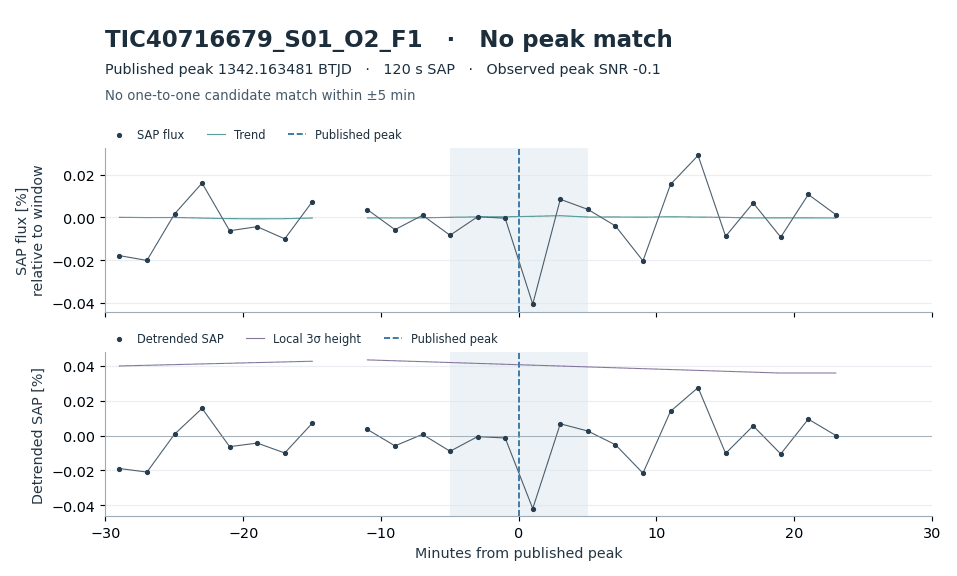 TIC40716679_S01_O2_F1 · No peak match
Published peak 1342.163481 BTJD · 120 s SAP · Observed peak SNR -0.1
No one-to-one candidate match within ±5 min
SAP flux Trend Published peak
SAP flux [%]
relative to window
0.02
0.00
−0.02
−0.04
Detrended SAP Local 3σ height Published peak
Detrended SAP [%]
0.04
0.02
0.00
−0.02
−0.04
−30 −20 −10 0 10 20 30
Minutes from published peak